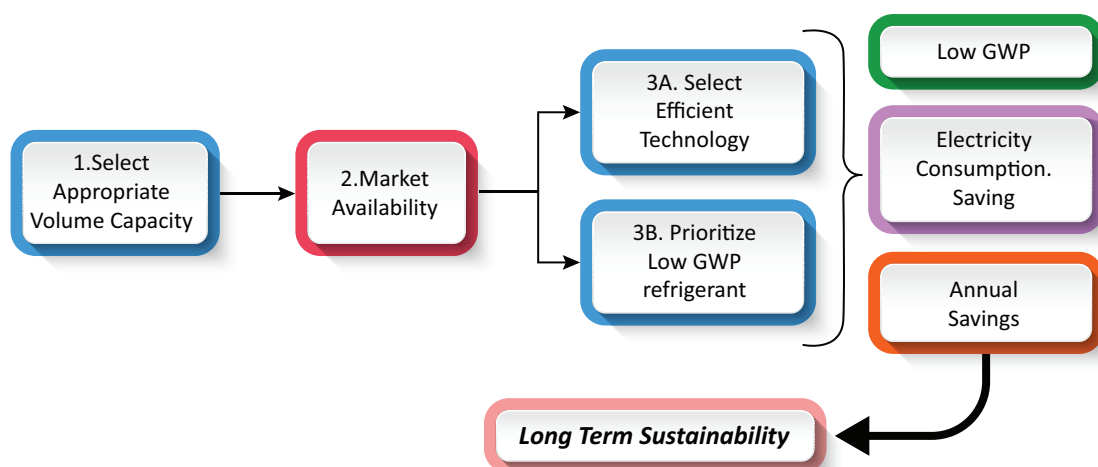 1.Select
Appropriate
Volume Capacity
2.Market
Availability
3A. Select
Efficient
Technology
3B. Prioritize
Low GWP
refrigerant
Low GWP
Electricity
Consumption.
Saving
Annual
Savings
Long Term Sustainability